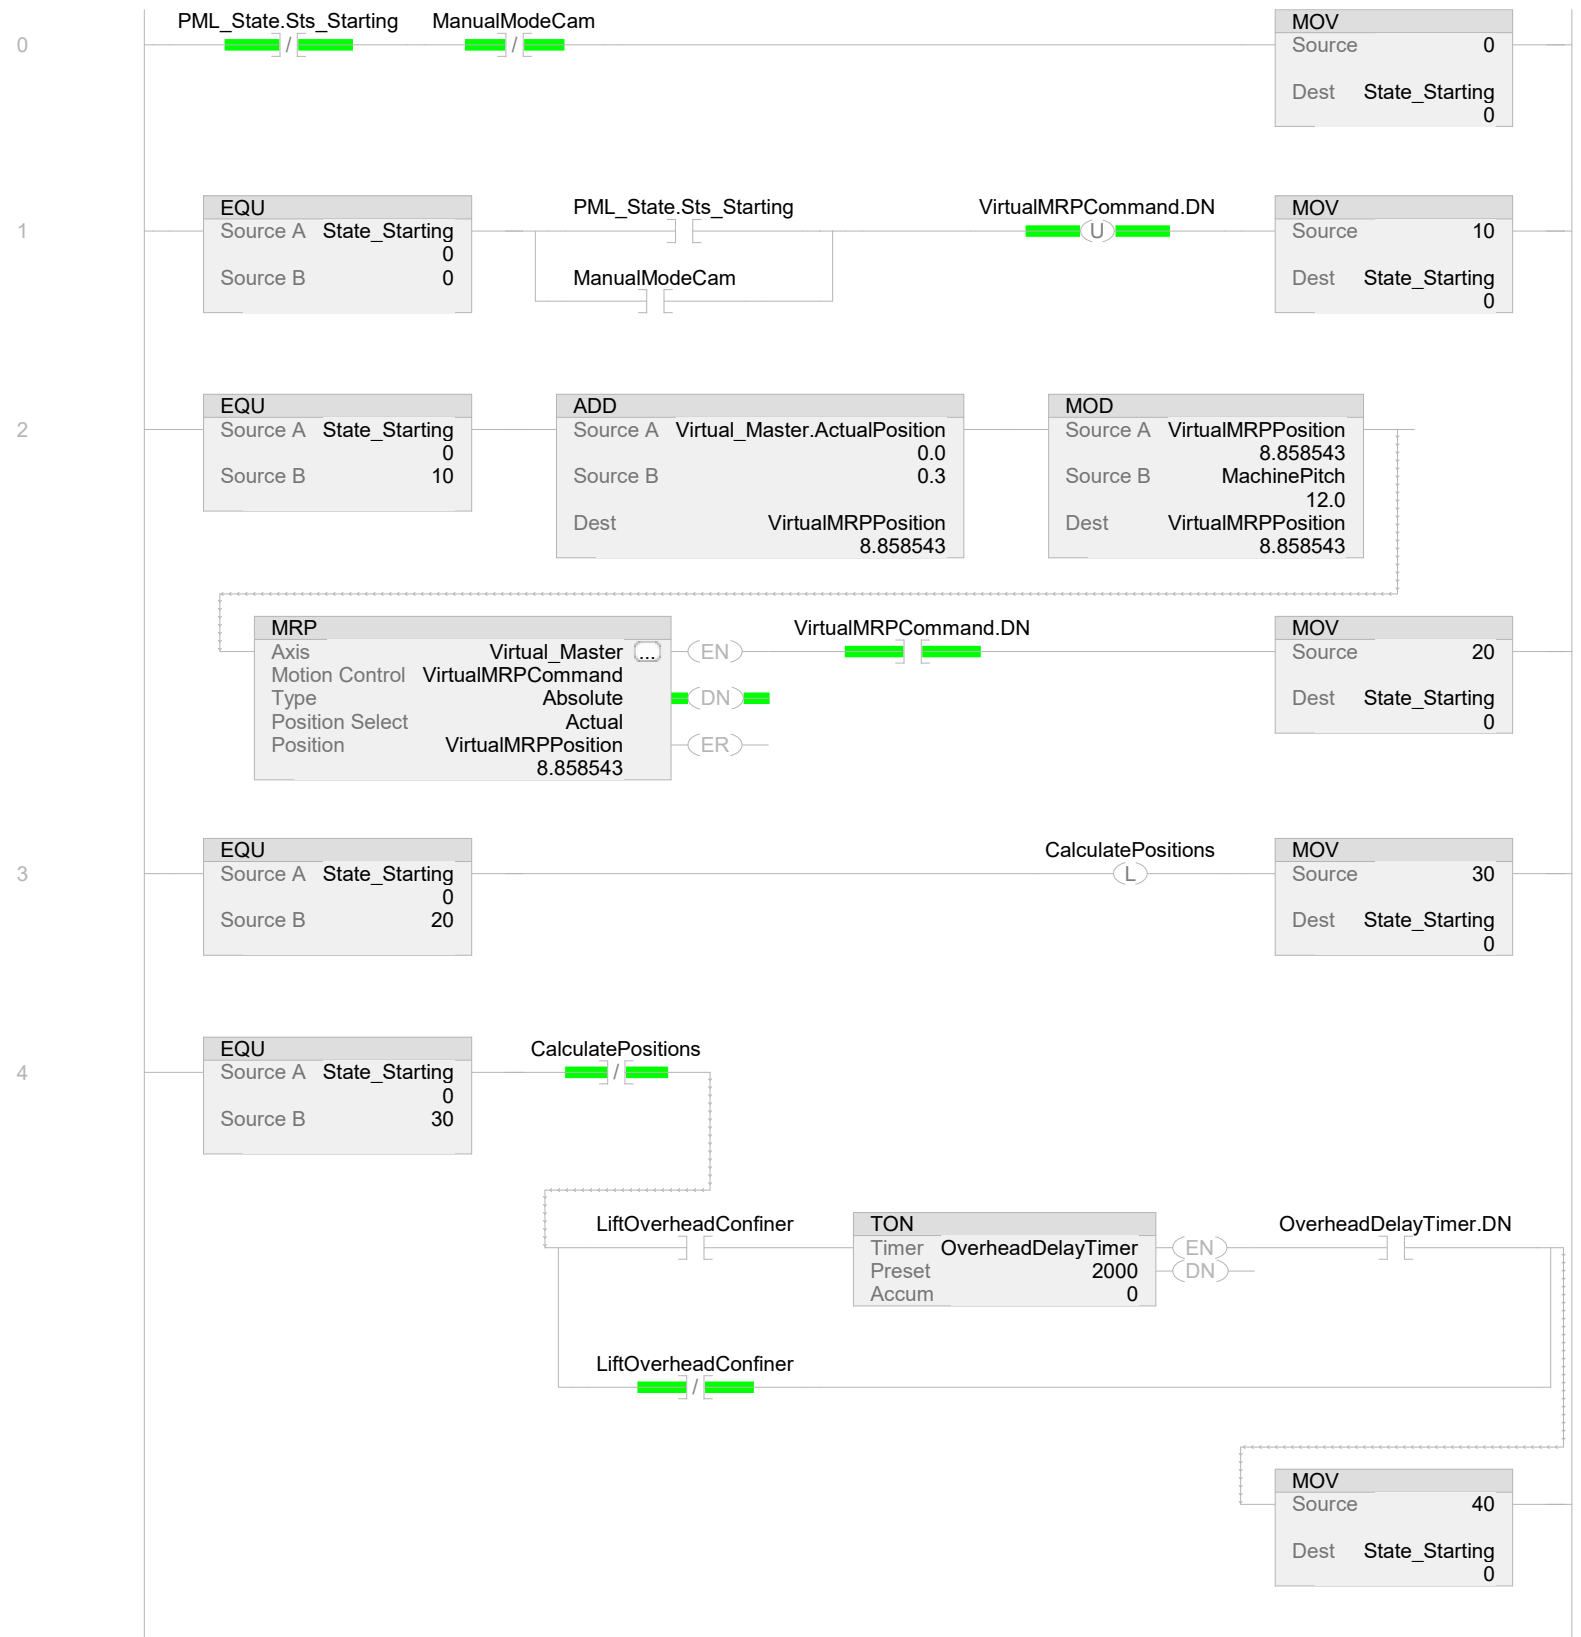 PML_State.Sts_Starting ManualModeCam MOV
0 / / Source 0
Dest State_Starting
0
EQU PML_State.Sts_Starting VirtualMRPCommand.DN MOV
1 Source A State_Starting U Source 10
0
Source B 0 ManualModeCam Dest State_Starting
0
EQU ADD MOD
2 Source A State_Starting Source A Virtual_Master.ActualPosition Source A VirtualMRPPosition
0 0.0 8.858543
Source B 10 Source B 0.3 Source B MachinePitch
12.0
Dest VirtualMRPPosition Dest VirtualMRPPosition
8.858543 8.858543
MRP VirtualMRPCommand.DN MOV
Axis Virtual_Master ... EN Source 20
Motion Control VirtualMRPCommand
Type Absolute DN Dest State_Starting
Position Select Actual 0
Position VirtualMRPPosition ER
8.858543
EQU CalculatePositions MOV
3 Source A State_Starting L Source 30
0
Source B 20 Dest State_Starting
0
EQU CalculatePositions
4 Source A State_Starting /
0
Source B 30
LiftOverheadConfiner TON OverheadDelayTimer.DN
Timer OverheadDelayTimer EN
Preset 2000 DN
Accum 0
LiftOverheadConfiner
/
MOV
Source 40
Dest State_Starting
0